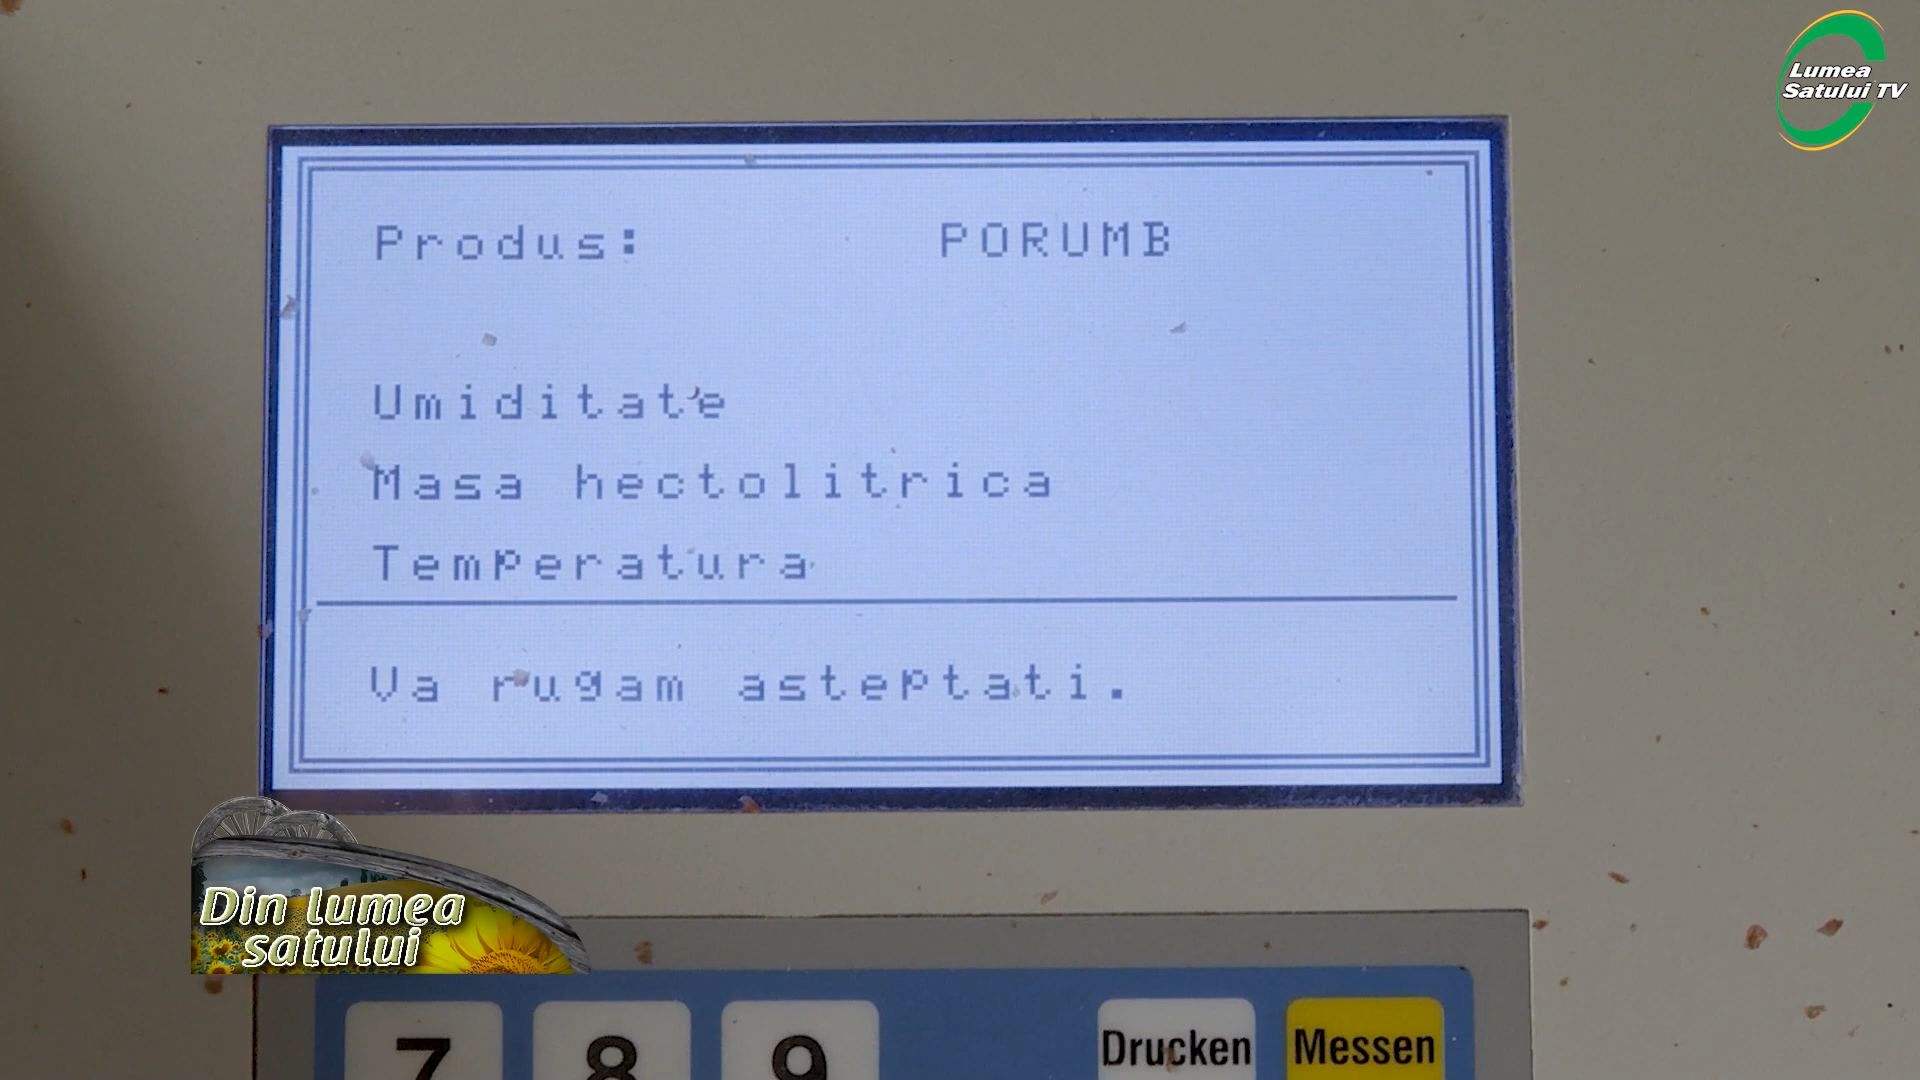 Lumea
Satului TV
Produs: PORUMB
Umiditate
Masa hectolitrica
Temperatura
Va rugam asteptati.
Din lumea
satului
7 8 9 Drucken Messen